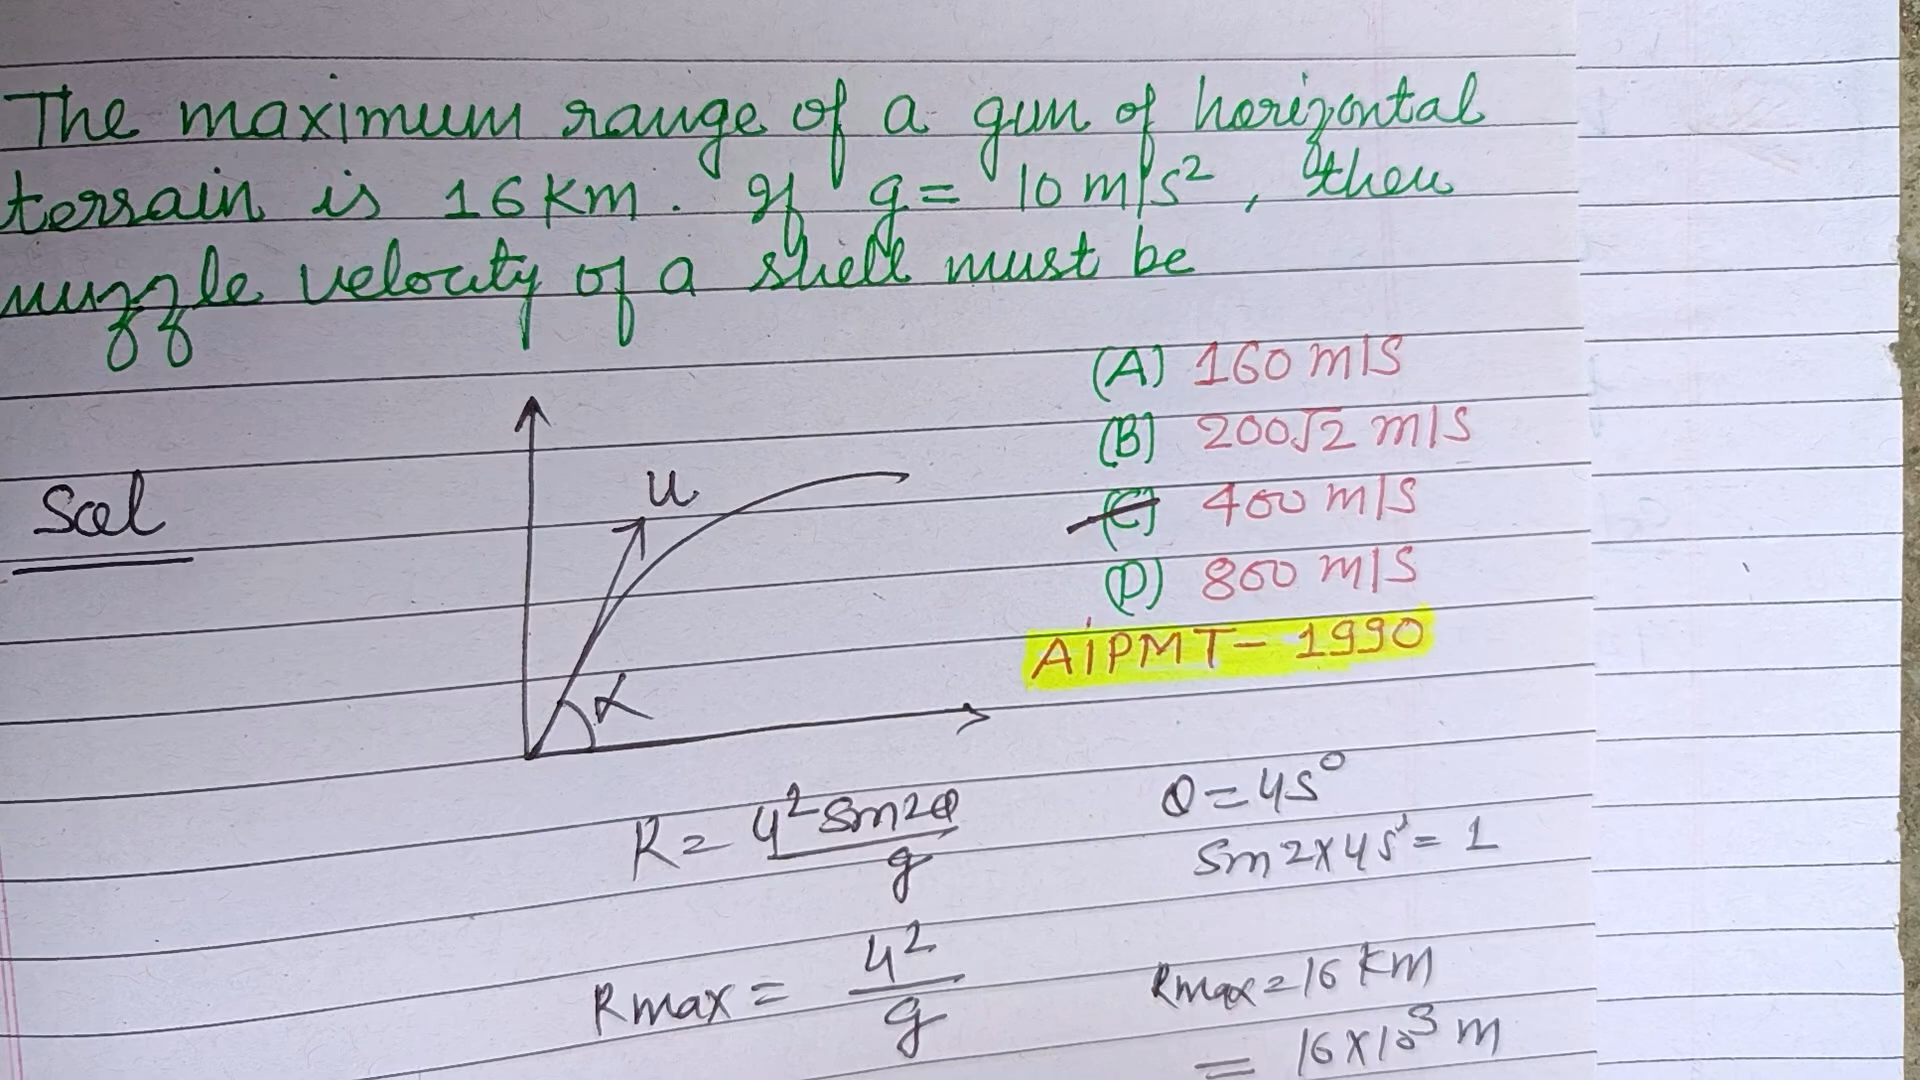 The maximum range of a gun of horizontal
terrain is 16 Km. If g = 10 m/s², then
muzzle velocity of a shell must be
(A) 160 m/s
(B) 200√2 m/s
(C) 400 m/s
(D) 800 m/s
AiPMT - 1990
Sol
u
α
R = u² Sin2θ / g
θ = 45°
Sin 2×45° = 1
Rmax = u² / g
Rmax = 16 Km
= 16 × 10³ m